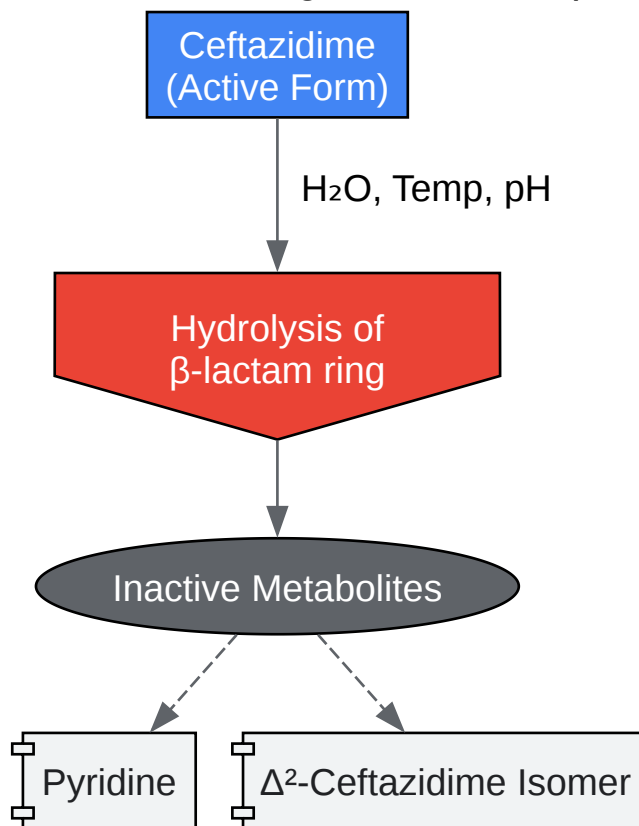 Ceftazidime
(Active Form)
H₂O, Temp, pH
Hydrolysis of
β-lactam ring
Inactive Metabolites
Pyridine
Δ²-Ceftazidime Isomer